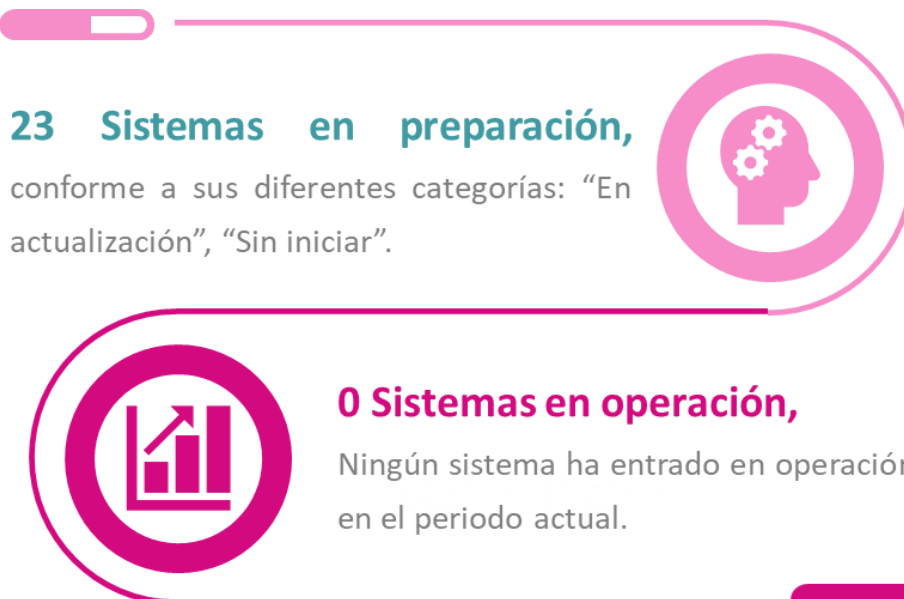 23 Sistemas en preparación,
conforme a sus diferentes categorías: “En
actualización”, “Sin iniciar”.
0 Sistemas en operación,
Ningún sistema ha entrado en operación
en el periodo actual.